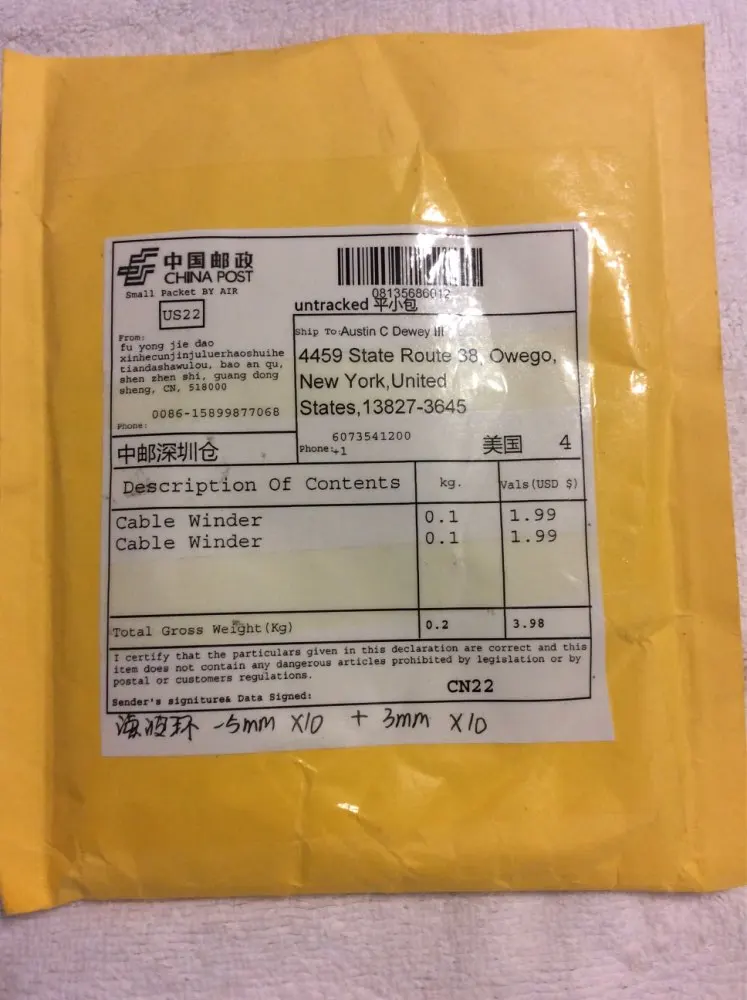 中国邮政
CHINA POST
Small Packet BY AIR
US22
08135686012
untracked 平小包
From:
fu yong jie dao
xinhecunjinjuluerhaoshuihe
tiandashawulou, bao an qu,
shen zhen shi, guang dong
sheng, CN, 518000
0086-15899877068
Phone:
中邮深圳仓
Ship To:Austin C Dewey III
4459 State Route 38, Owego,
New York,United
States,13827-3645
6073541200
Phone:+1
美国 4
Description Of Contents kg. Vals(USD $)
Cable Winder 0.1 1.99
Cable Winder 0.1 1.99
Total Gross Weight(Kg) 0.2 3.98
I certify that the particulars given in this declaration are correct and this
item does not contain any dangerous articles prohibited by legislation or by
postal or customers regulations.
CN22
Sender's signiture& Data Signed:
-5mm X10 + 3mm X10